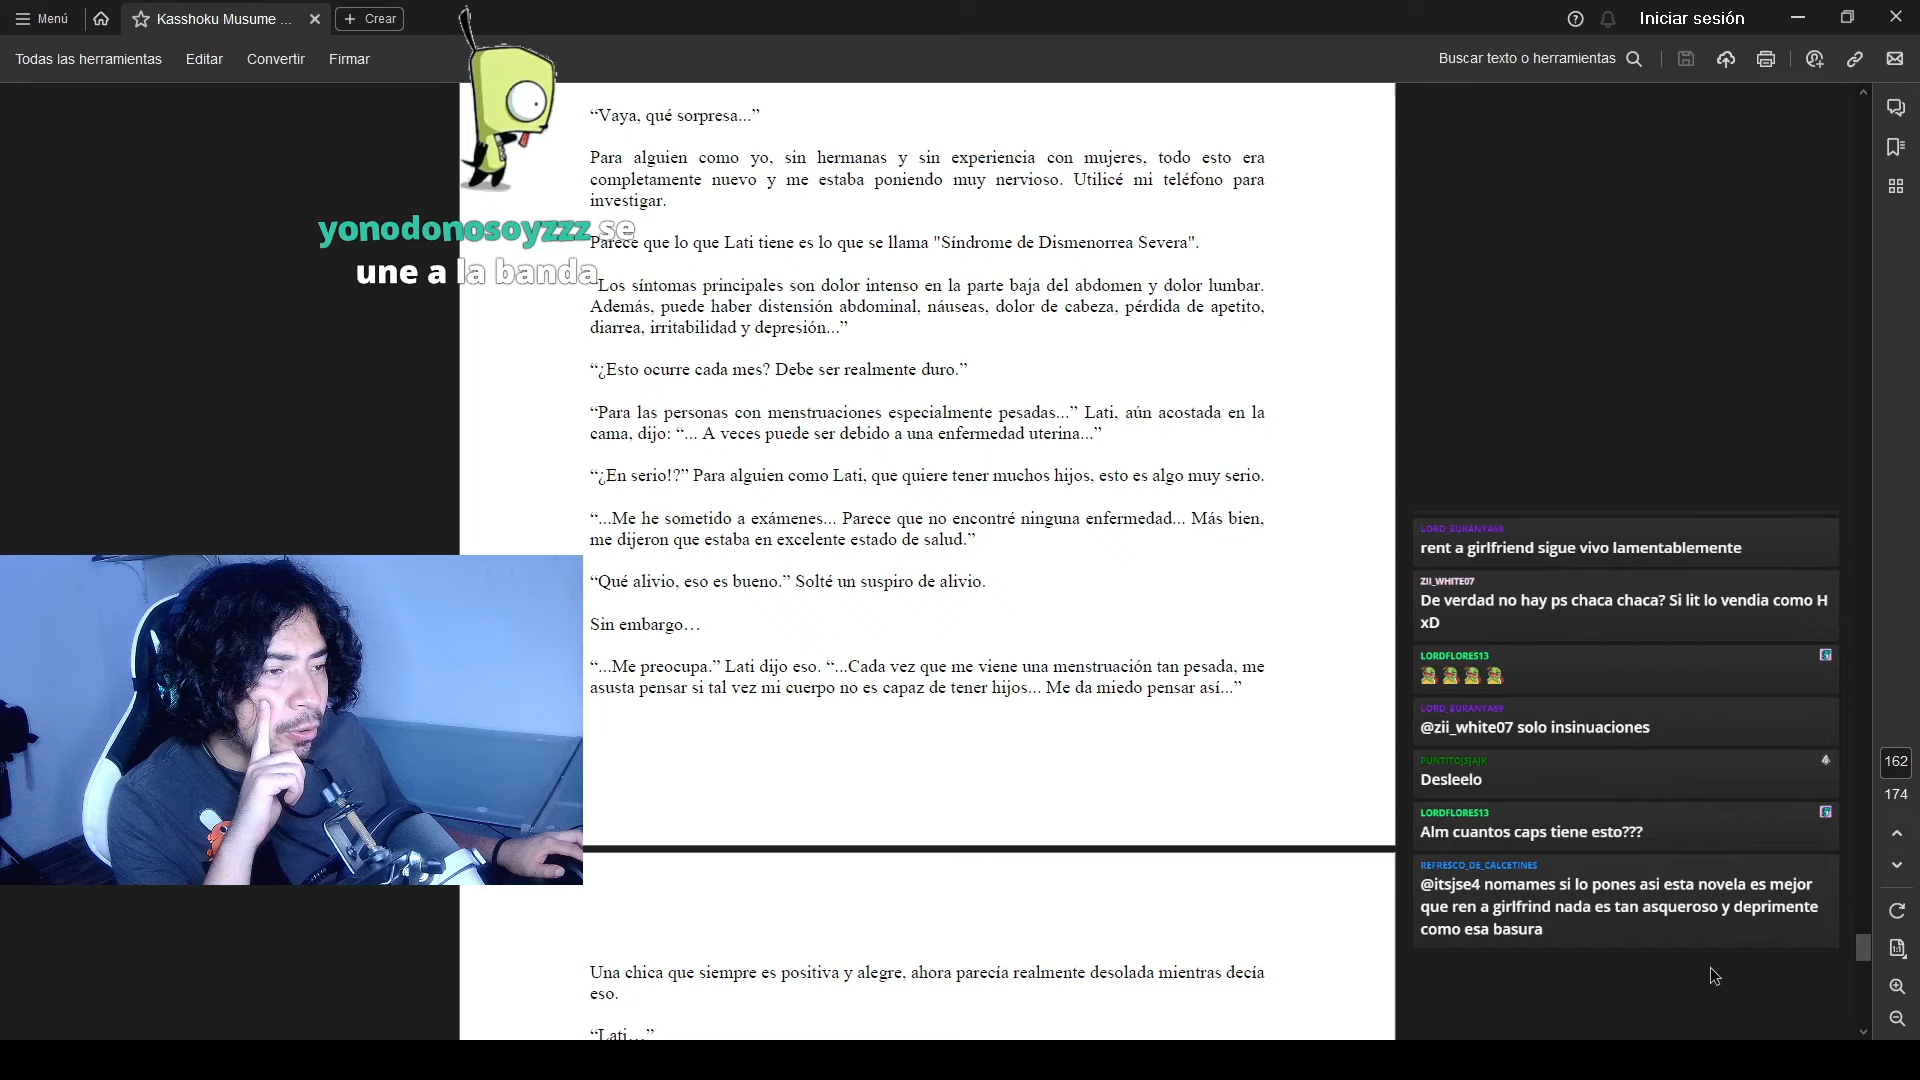 Menú
Kasshoku Musume ...
Crear
Iniciar sesión
Todas las herramientas
Editar
Convertir
Firmar
Buscar texto o herramientas
“Vaya, qué sorpresa...”
Para alguien como yo, sin hermanas y sin experiencia con mujeres, todo esto era
completamente nuevo y me estaba poniendo muy nervioso. Utilicé mi teléfono para
investigar.
yonodonosoyzzz se
une a la banda
Parece que lo que Lati tiene es lo que se llama "Síndrome de Dismenorrea Severa".
“Los síntomas principales son dolor intenso en la parte baja del abdomen y dolor lumbar.
Además, puede haber distensión abdominal, náuseas, dolor de cabeza, pérdida de apetito,
diarrea, irritabilidad y depresión...”
“¿Esto ocurre cada mes? Debe ser realmente duro.”
“Para las personas con menstruaciones especialmente pesadas...” Lati, aún acostada en la
cama, dijo: “... A veces puede ser debido a una enfermedad uterina...”
“¿En serio!?” Para alguien como Lati, que quiere tener muchos hijos, esto es algo muy serio.
“...Me he sometido a exámenes... Parece que no encontré ninguna enfermedad... Más bien,
me dijeron que estaba en excelente estado de salud.”
“Qué alivio, eso es bueno.” Solté un suspiro de alivio.
Sin embargo…
“...Me preocupa.” Lati dijo eso. “...Cada vez que me viene una menstruación tan pesada, me
asusta pensar si tal vez mi cuerpo no es capaz de tener hijos... Me da miedo pensar así...”
Una chica que siempre es positiva y alegre, ahora parecía realmente desolada mientras decía
eso.
“Lati…”
LORD_BURANYA69
rent a girlfriend sigue vivo lamentablemente
ZII_WHITE07
De verdad no hay ps chaca chaca? Si lit lo vendia como H
xD
LORDFLORES13
LORD_BURANYA69
@zii_white07 solo insinuaciones
PUNTITOJSJAJK
Desleelo
LORDFLORES13
Alm cuantos caps tiene esto???
REFRESCO_DE_CALCETINES
@itsjse4 nomames si lo pones asi esta novela es mejor
que ren a girlfrind nada es tan asqueroso y deprimente
como esa basura
162
174